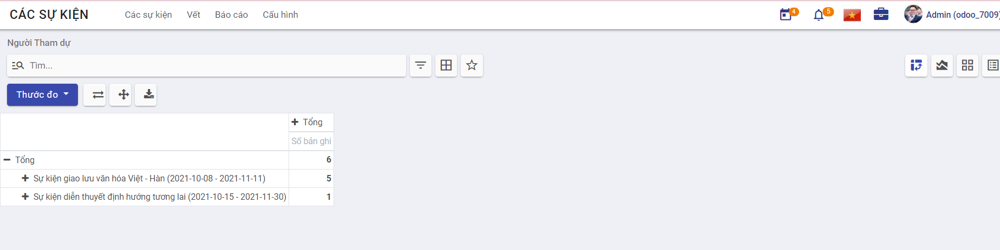 CÁC SỰ KIỆN Các sự kiện Vết Báo cáo Cấu hình 4 5 Admin (odoo_7009)
Người Tham dự
Tìm...
Thước đo
Tổng
Số bản ghi
Tổng 6
Sự kiện giao lưu văn hóa Việt - Hàn (2021-10-08 - 2021-11-11) 5
Sự kiện diễn thuyết định hướng tương lai (2021-10-15 - 2021-11-30) 1